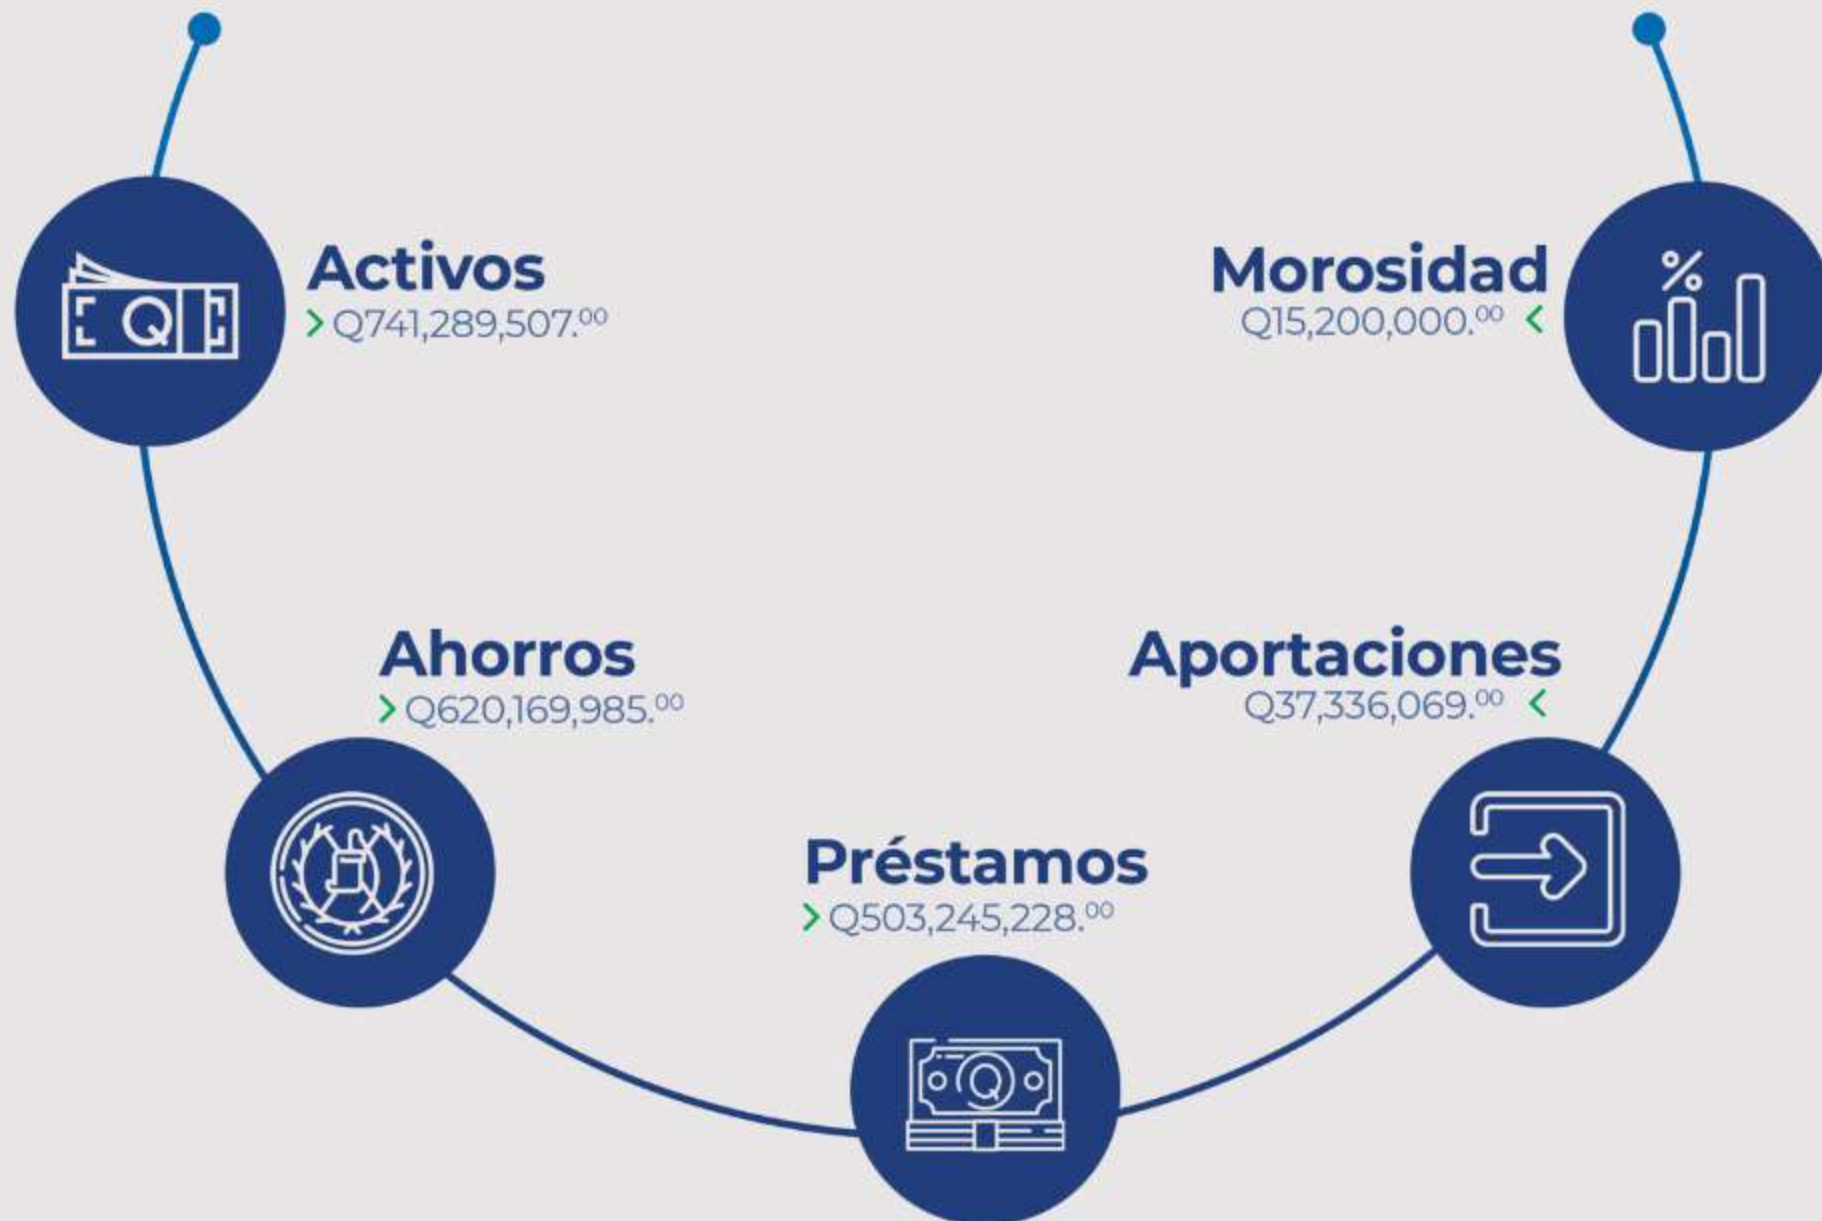 Activos
> Q741,289,507.00
Morosidad
Q15,200,000.00 <
Ahorros
> Q620,169,985.00
Aportaciones
Q37,336,069.00 <
Préstamos
> Q503,245,228.00